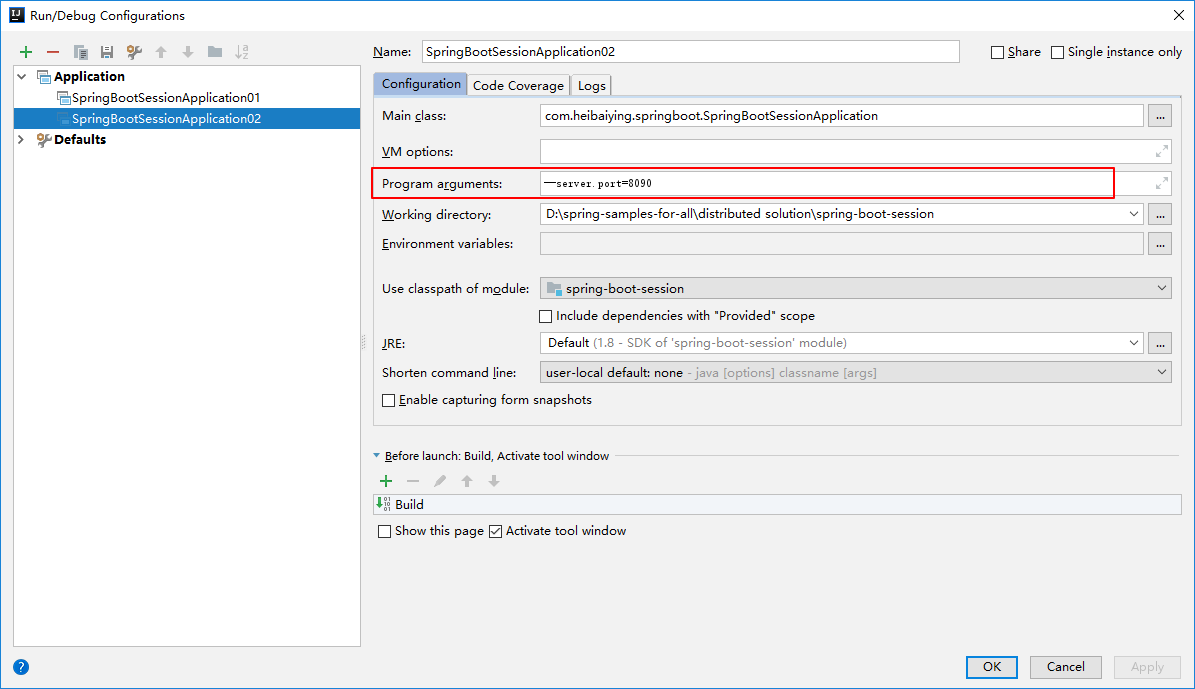 Run/Debug Configurations
Name: SpringBootSessionApplication02
Share Single instance only
Application
SpringBootSessionApplication01
SpringBootSessionApplication02
Defaults
Configuration Code Coverage Logs
Main class: com.heibaiying.springboot.SpringBootSessionApplication ...
VM options:
Program arguments: --server.port=8090
Working directory: D:\spring-samples-for-all\distributed solution\spring-boot-session ...
Environment variables: ...
Use classpath of module: spring-boot-session
Include dependencies with "Provided" scope
JRE: Default (1.8 - SDK of 'spring-boot-session' module) ...
Shorten command line: user-local default: none - java [options] classname [args]
Enable capturing form snapshots
Before launch: Build, Activate tool window
Build
Show this page Activate tool window
? OK Cancel Apply